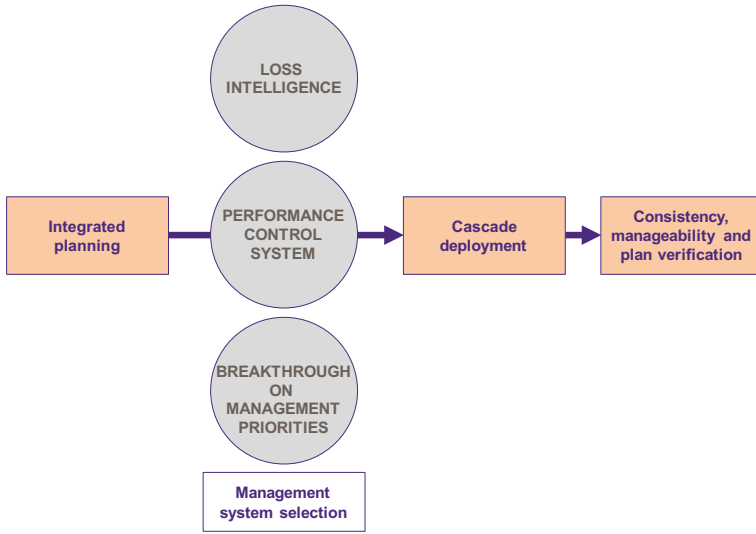 LOSS
INTELLIGENCE
Integrated
planning
PERFORMANCE
CONTROL
SYSTEM
Cascade
deployment
Consistency,
manageability and
plan verification
BREAKTHROUGH
ON
MANAGEMENT
PRIORITIES
Management
system selection